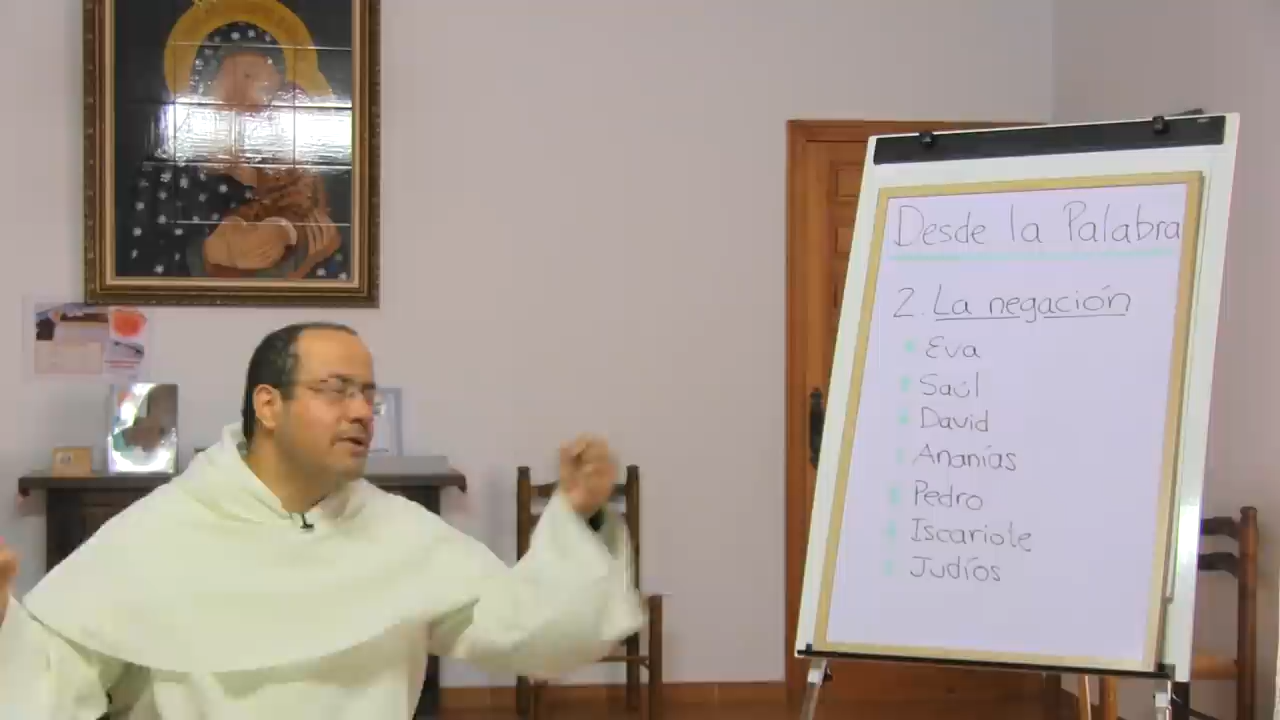 Desde la Palabra
2. La negación
Eva
Saúl
David
Ananías
Pedro
Iscariote
Judíos